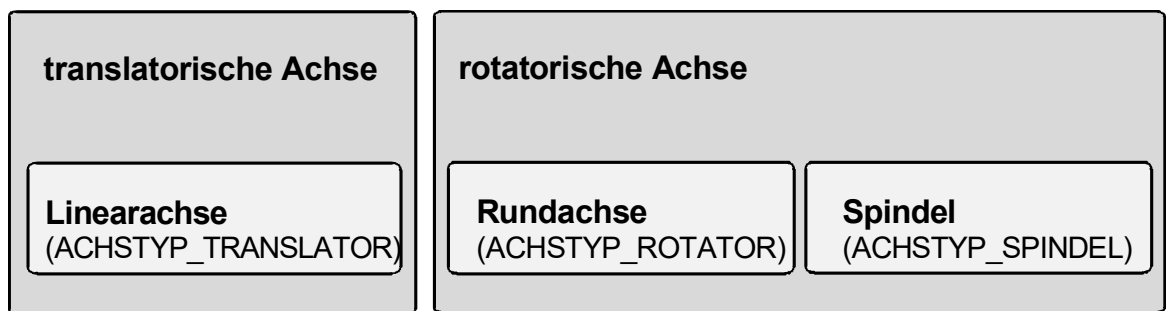 translatorische Achse
rotatorische Achse
Linearachse
(ACHSTYP_TRANSLATOR)
Rundachse
(ACHSTYP_ROTATOR)
Spindel
(ACHSTYP_SPINDEL)